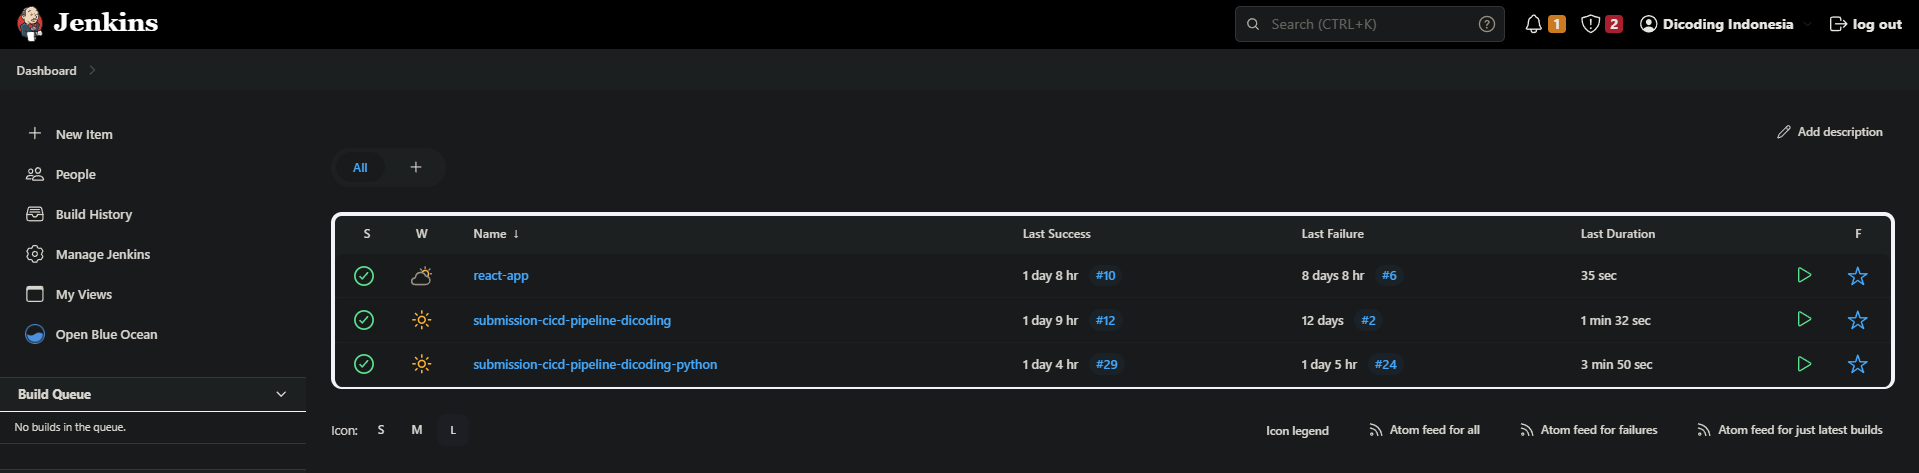 Jenkins
Search (CTRL+K)
1
2
Dicoding Indonesia
log out
Dashboard
New Item
People
Build History
Manage Jenkins
My Views
Open Blue Ocean
Build Queue
No builds in the queue.
Add description
All
S W Name ↓ Last Success Last Failure Last Duration F
react-app 1 day 8 hr #10 8 days 8 hr #6 35 sec
submission-cicd-pipeline-dicoding 1 day 9 hr #12 12 days #2 1 min 32 sec
submission-cicd-pipeline-dicoding-python 1 day 4 hr #29 1 day 5 hr #24 3 min 50 sec
Icon: S M L
Icon legend
Atom feed for all
Atom feed for failures
Atom feed for just latest builds